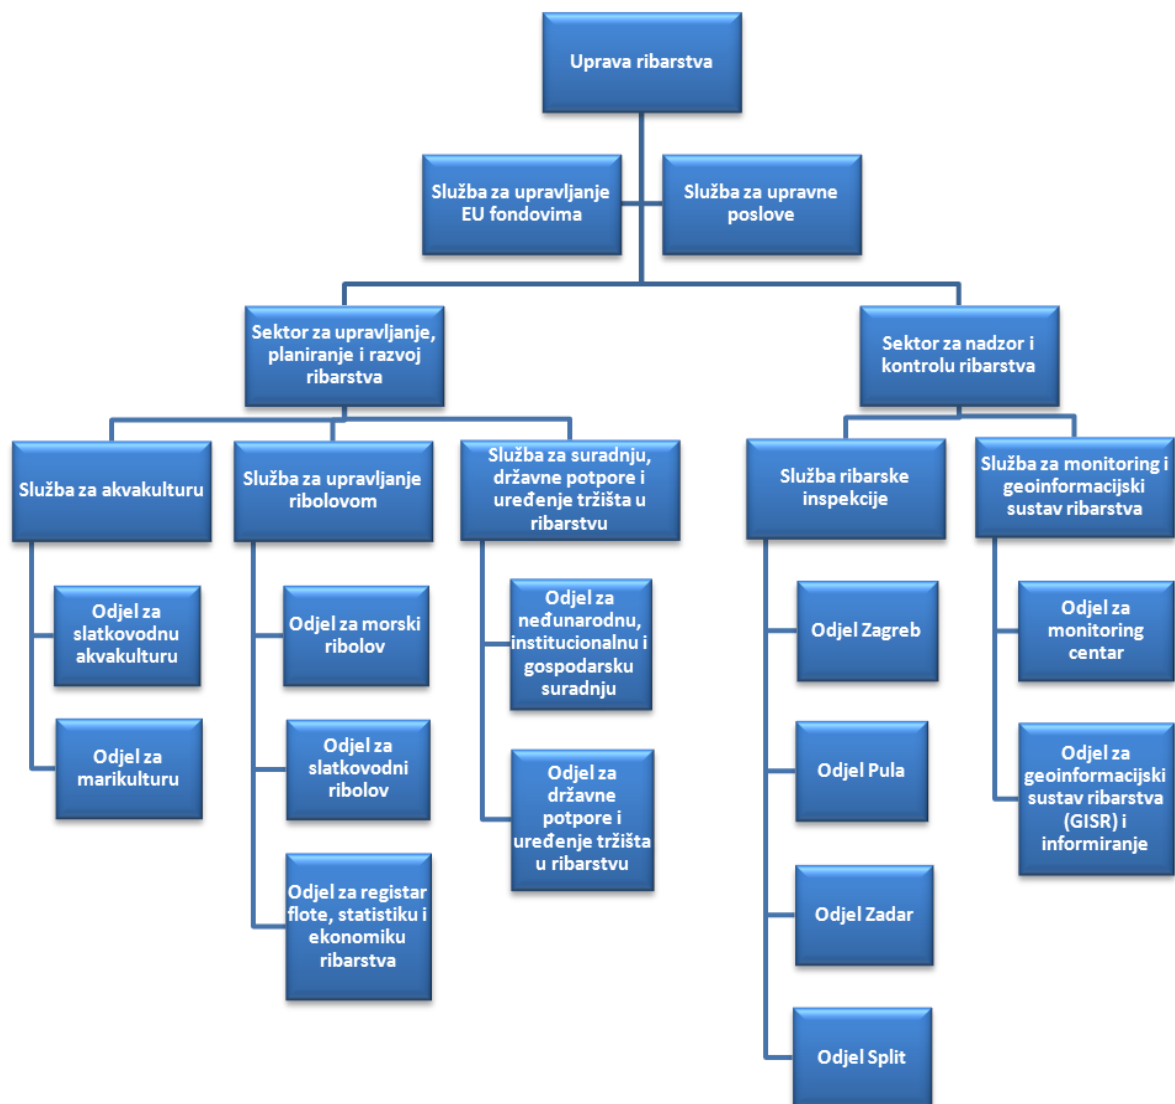 Uprava ribarstva
Služba za upravljanje
EU fondovima
Služba za upravne
poslove
Sektor za upravljanje,
planiranje i razvoj
ribarstva
Sektor za nadzor i
kontrolu ribarstva
Služba za akvakulturu
Služba za upravljanje
ribolovom
Služba za suradnju,
državne potpore i
uređenje tržišta u
ribarstvu
Služba ribarske
inspekcije
Služba za monitoring i
geoinformacijski
sustav ribarstva
Odjel za
slatkovodnu
akvakulturu
Odjel za
marikulturu
Odjel za morski
ribolov
Odjel za
slatkovodni
ribolov
Odjel za registar
flote, statistiku i
ekonomiku
ribarstva
Odjel za
neđunarodnu,
institucionalnu i
gospodarsku
suradnju
Odjel za
državne
potpore i
uređenje tržišta
u ribarstvu
Odjel Zagreb
Odjel Pula
Odjel Zadar
Odjel Split
Odjel za
monitoring
centar
Odjel za
geoinformacijski
sustav ribarstva
(GISR) i
informiranje